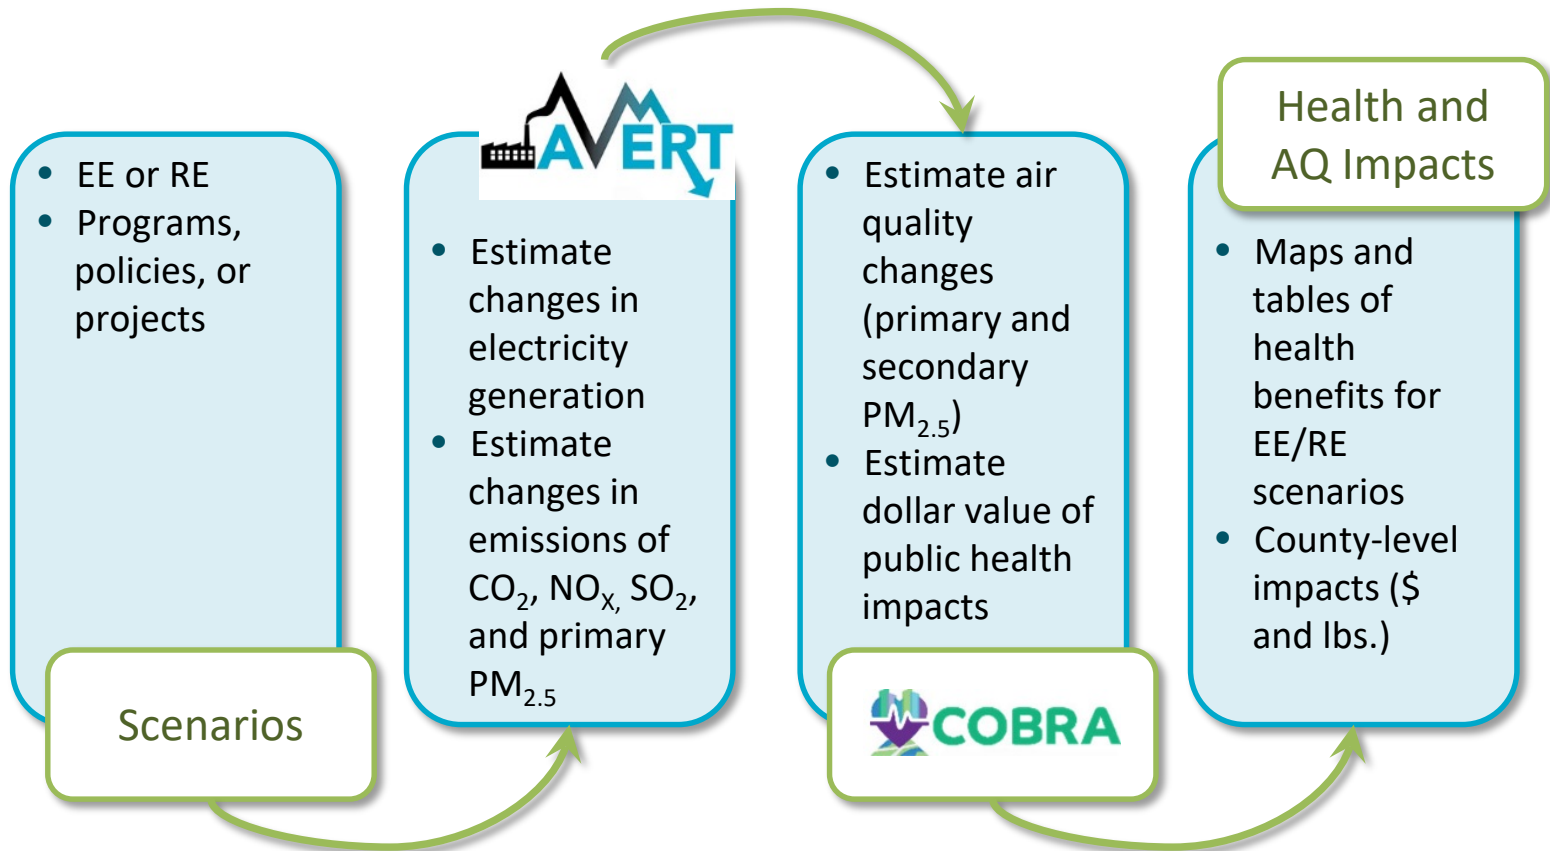 • EE or RE
• Programs,
policies, or
projects
Scenarios
AVERT
• Estimate
changes in
electricity
generation
• Estimate
changes in
emissions of
CO₂, NOₓ, SO₂,
and primary
PM₂.₅
• Estimate air
quality
changes
(primary and
secondary
PM₂.₅)
• Estimate
dollar value of
public health
impacts
COBRA
Health and
AQ Impacts
• Maps and
tables of
health
benefits for
EE/RE
scenarios
• County-level
impacts ($
and lbs.)